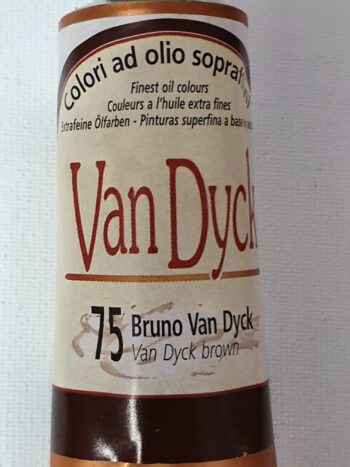 Colori ad olio
Finest oil colours
Couleurs a l'huile extra fines
Extrafeine Ölfarben - Pinturas superfina a base
Van Dyck
75 Bruno Van Dyck
Van Dyck brown